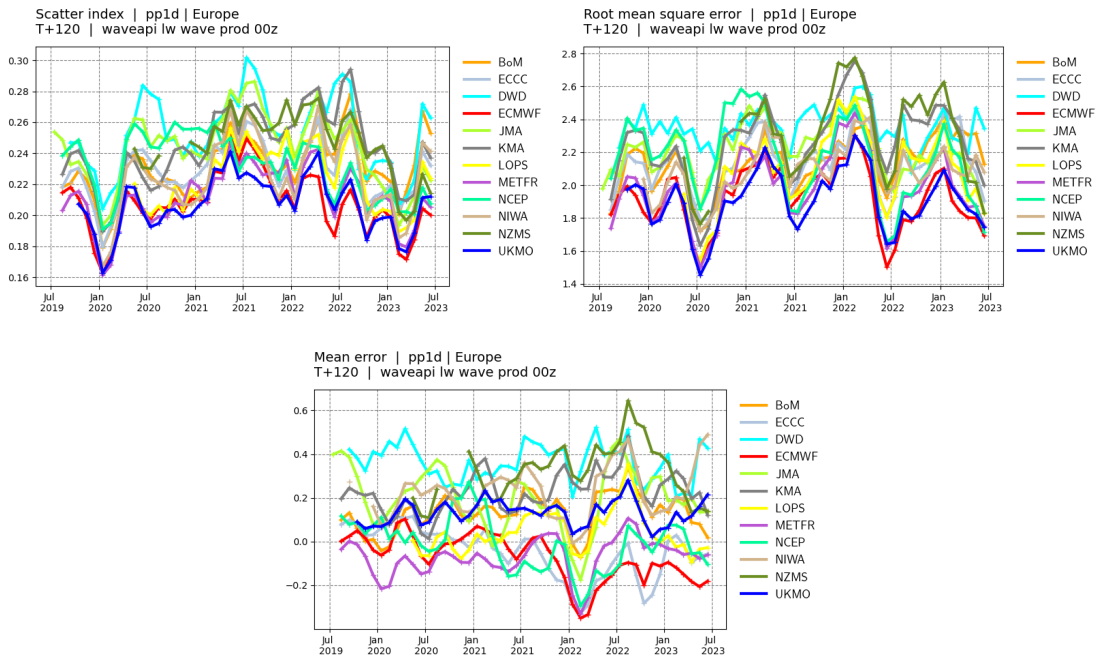 Scatter index | pp1d | Europe
T+120 | waveapi lw wave prod 00z
0.30
0.28
0.26
0.24
0.22
0.20
0.18
0.16
Jul 2019
Jan 2020
Jul 2020
Jan 2021
Jul 2021
Jan 2022
Jul 2022
Jan 2023
Jul 2023
BoM
ECCC
DWD
ECMWF
JMA
KMA
LOPS
METFR
NCEP
NIWA
NZMS
UKMO
Root mean square error | pp1d | Europe
T+120 | waveapi lw wave prod 00z
2.8
2.6
2.4
2.2
2.0
1.8
1.6
1.4
Jul 2019
Jan 2020
Jul 2020
Jan 2021
Jul 2021
Jan 2022
Jul 2022
Jan 2023
Jul 2023
BoM
ECCC
DWD
ECMWF
JMA
KMA
LOPS
METFR
NCEP
NIWA
NZMS
UKMO
Mean error | pp1d | Europe
T+120 | waveapi lw wave prod 00z
0.6
0.4
0.2
0.0
−0.2
Jul 2019
Jan 2020
Jul 2020
Jan 2021
Jul 2021
Jan 2022
Jul 2022
Jan 2023
Jul 2023
BoM
ECCC
DWD
ECMWF
JMA
KMA
LOPS
METFR
NCEP
NIWA
NZMS
UKMO